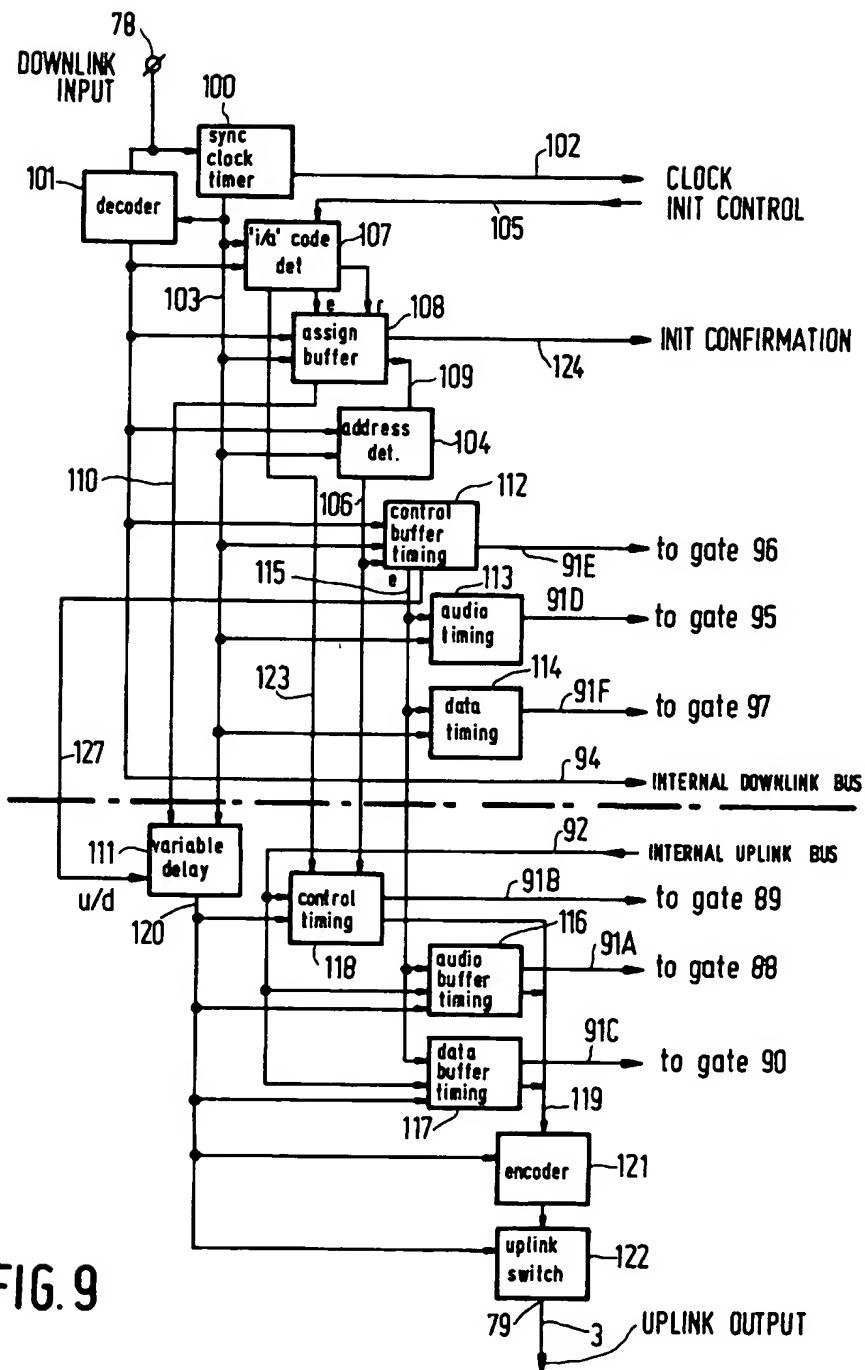 78
DOWNLINK
INPUT
100
sync
clock
timer
101
decoder
102
CLOCK
105
INIT CONTROL
'i/a' code
det
107
103
e
r
108
assign
buffer
124
INIT CONFIRMATION
109
address
det.
104
110
106
112
control
buffer
timing
91E
to gate 96
115
e
113
audio
timing
91D
to gate 95
123
114
data
timing
91F
to gate 97
127
94
INTERNAL DOWNLINK BUS
111
variable
delay
u/d
120
92
INTERNAL UPLINK BUS
control
timing
118
91B
to gate 89
116
audio
buffer
timing
91A
to gate 88
data
buffer
timing
117
91C
to gate 90
119
encoder
121
uplink
switch
122
79
3
UPLINK OUTPUT
FIG. 9